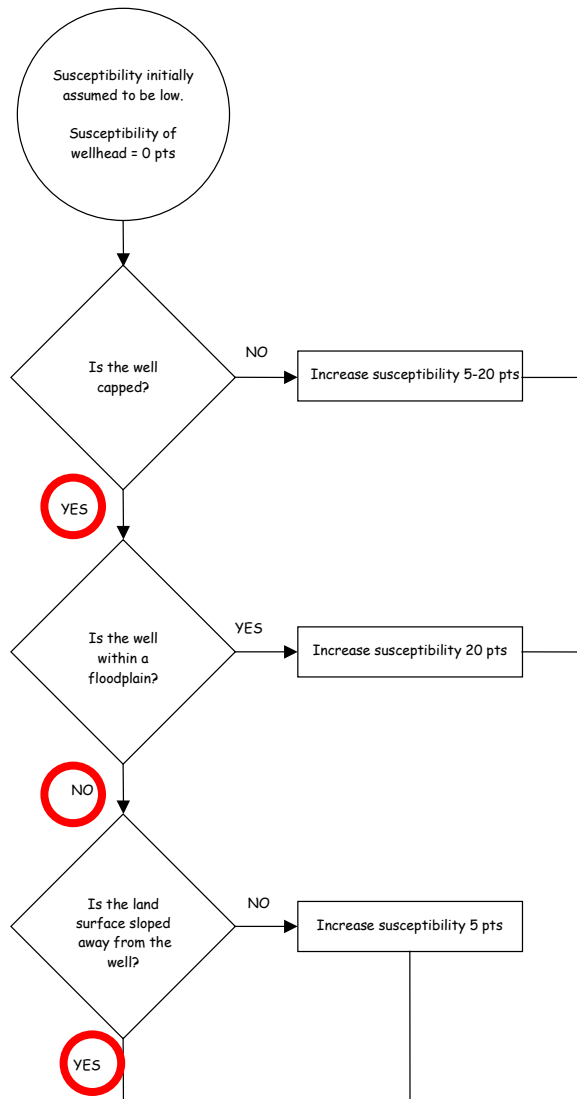 Susceptibility initially
assumed to be low.
Susceptibility of
wellhead = 0 pts
Is the well
capped?
NO
Increase susceptibility 5-20 pts
YES
Is the well
within a
floodplain?
YES
Increase susceptibility 20 pts
NO
Is the land
surface sloped
away from the
well?
NO
Increase susceptibility 5 pts
YES